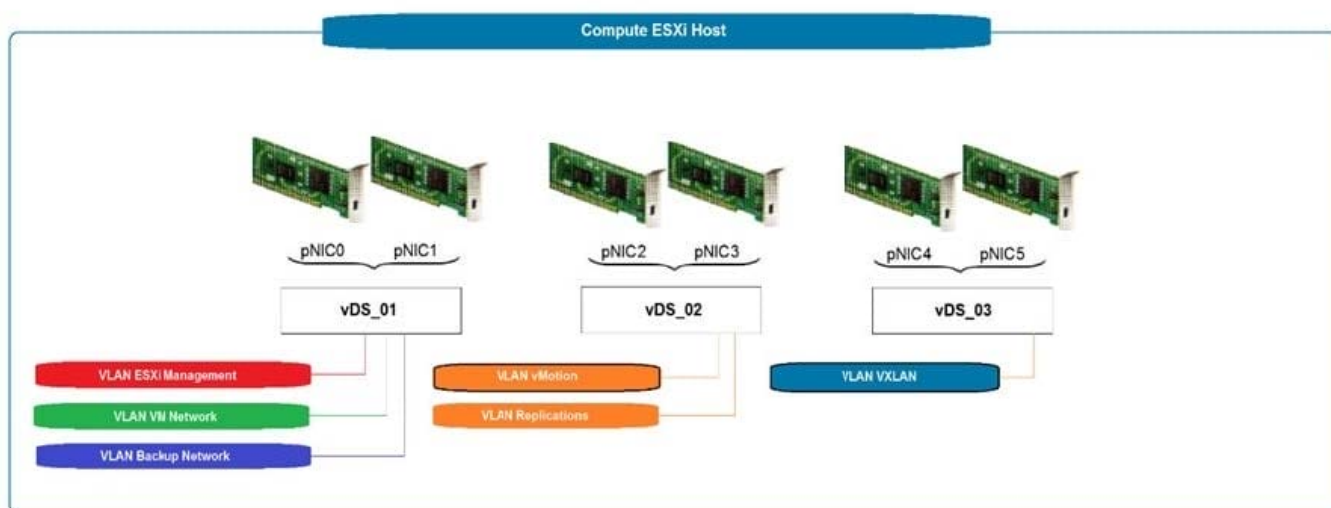 Compute ESXi Host
pNIC0 pNIC1 pNIC2 pNIC3 pNIC4 pNIC5
vDS_01 vDS_02 vDS_03
VLAN ESXi Management VLAN vMotion VLAN VXLAN
VLAN VM Network VLAN Replications
VLAN Backup Network